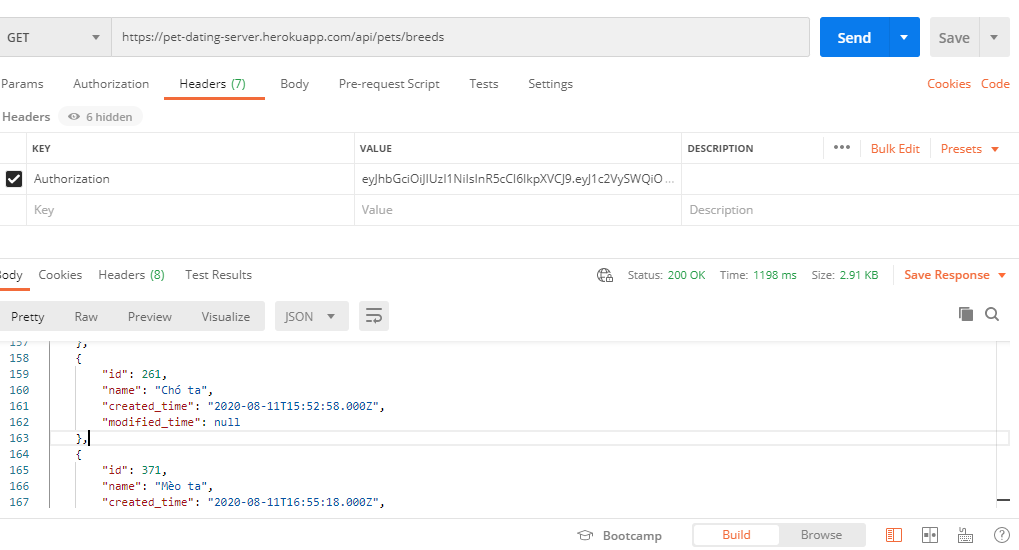 GET https://pet-dating-server.herokuapp.com/api/pets/breeds Send Save
Params Authorization Headers (7) Body Pre-request Script Tests Settings Cookies Code
Headers 6 hidden
KEY VALUE DESCRIPTION ••• Bulk Edit Presets
Authorization eyJhbGciOiJIUzI1NiIsInR5cCI6IkpXVCJ9.eyJ1c2VySWQiO ...
Key Value Description
Body Cookies Headers (8) Test Results Status: 200 OK Time: 1198 ms Size: 2.91 KB Save Response
Pretty Raw Preview Visualize JSON
157 },
158 {
159 "id": 261,
160 "name": "Chó ta",
161 "created_time": "2020-08-11T15:52:58.000Z",
162 "modified_time": null
163 },
164 {
165 "id": 371,
166 "name": "Mèo ta",
167 "created_time": "2020-08-11T16:55:18.000Z",
Bootcamp Build Browse ?